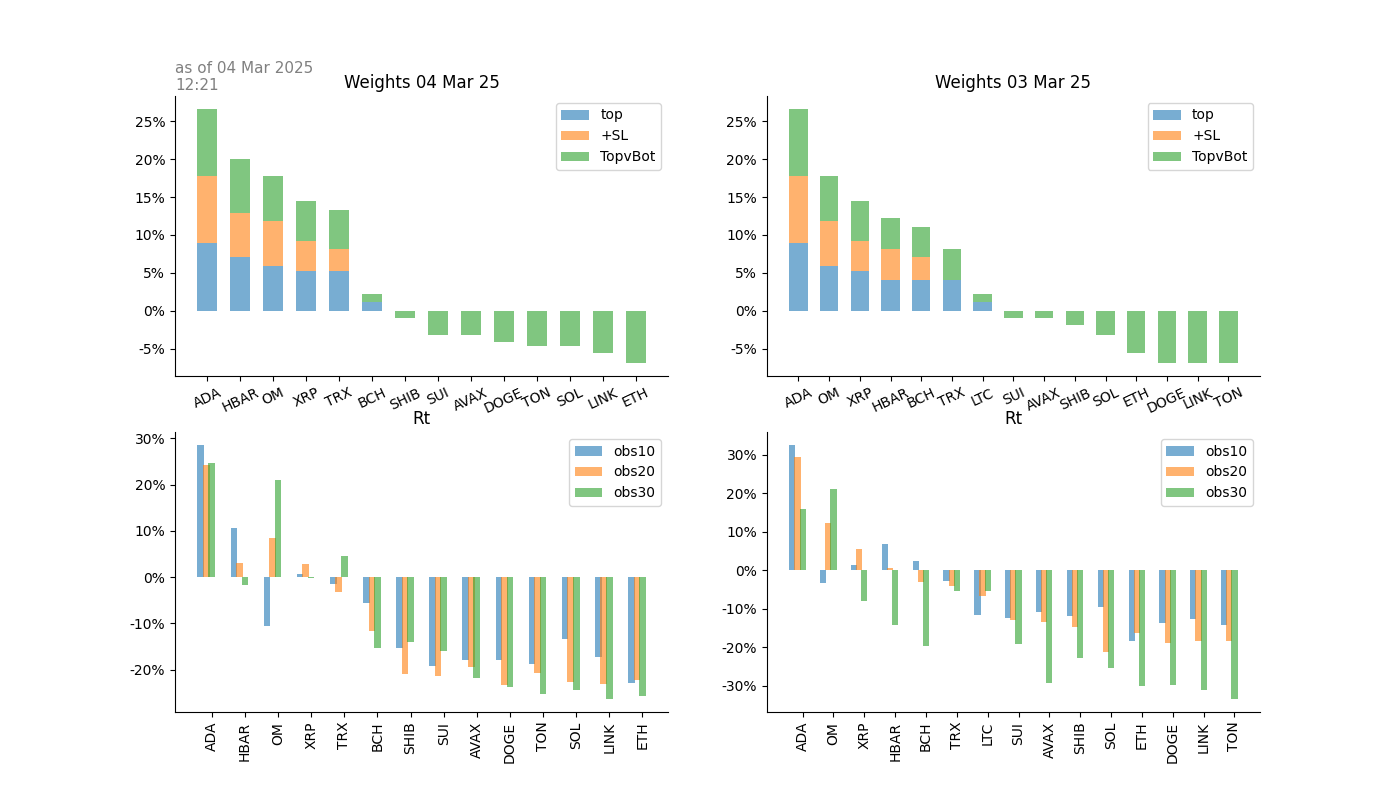 as of 04 Mar 2025
12:21
Weights 04 Mar 25
25%
20%
15%
10%
5%
0%
-5%
top
+SL
TopvBot
ADA HBAR OM XRP TRX BCH SHIB SUI AVAX DOGE TON SOL LINK ETH
Weights 03 Mar 25
25%
20%
15%
10%
5%
0%
-5%
top
+SL
TopvBot
ADA OM XRP HBAR BCH TRX LTC SUI AVAX SHIB SOL ETH DOGE LINK TON
Rt
30%
20%
10%
0%
-10%
-20%
obs10
obs20
obs30
ADA HBAR OM XRP TRX BCH SHIB SUI AVAX DOGE TON SOL LINK ETH
Rt
30%
20%
10%
0%
-10%
-20%
-30%
obs10
obs20
obs30
ADA OM XRP HBAR BCH TRX LTC SUI AVAX SHIB SOL ETH DOGE LINK TON